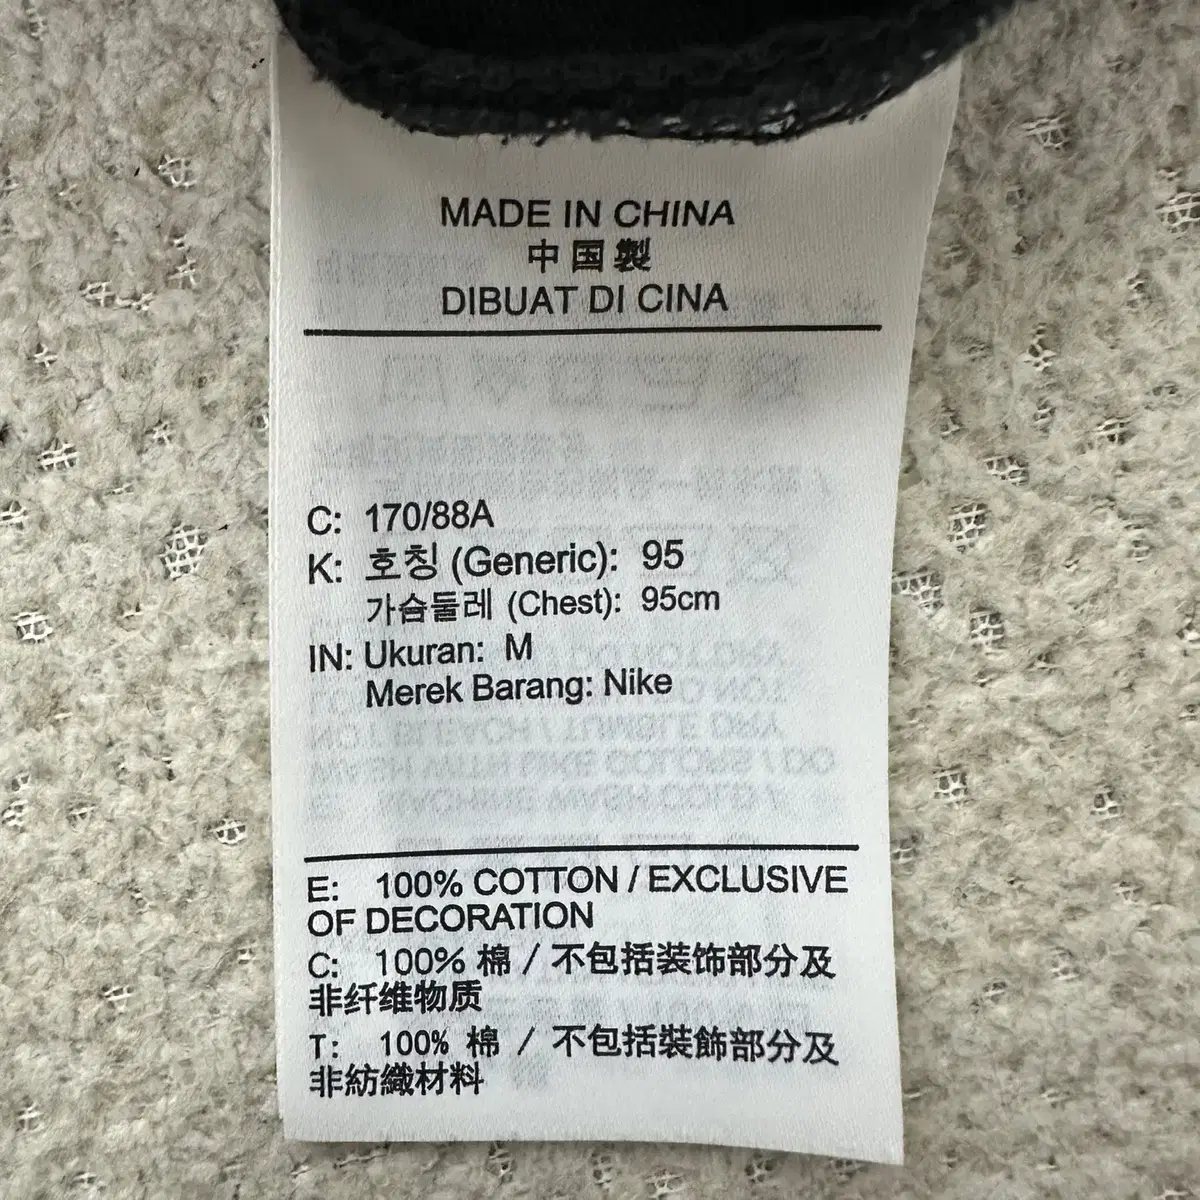 MADE IN CHINA
中国製
DIBUAT DI CINA
C: 170/88A
K: 호칭 (Generic): 95
가슴둘레 (Chest): 95cm
IN: Ukuran: M
Merek Barang: Nike
E: 100% COTTON / EXCLUSIVE
OF DECORATION
C: 100% 棉 / 不包括装饰部分及
非纤维物质
T: 100% 棉 / 不包括裝飾部分及
非紡織材料